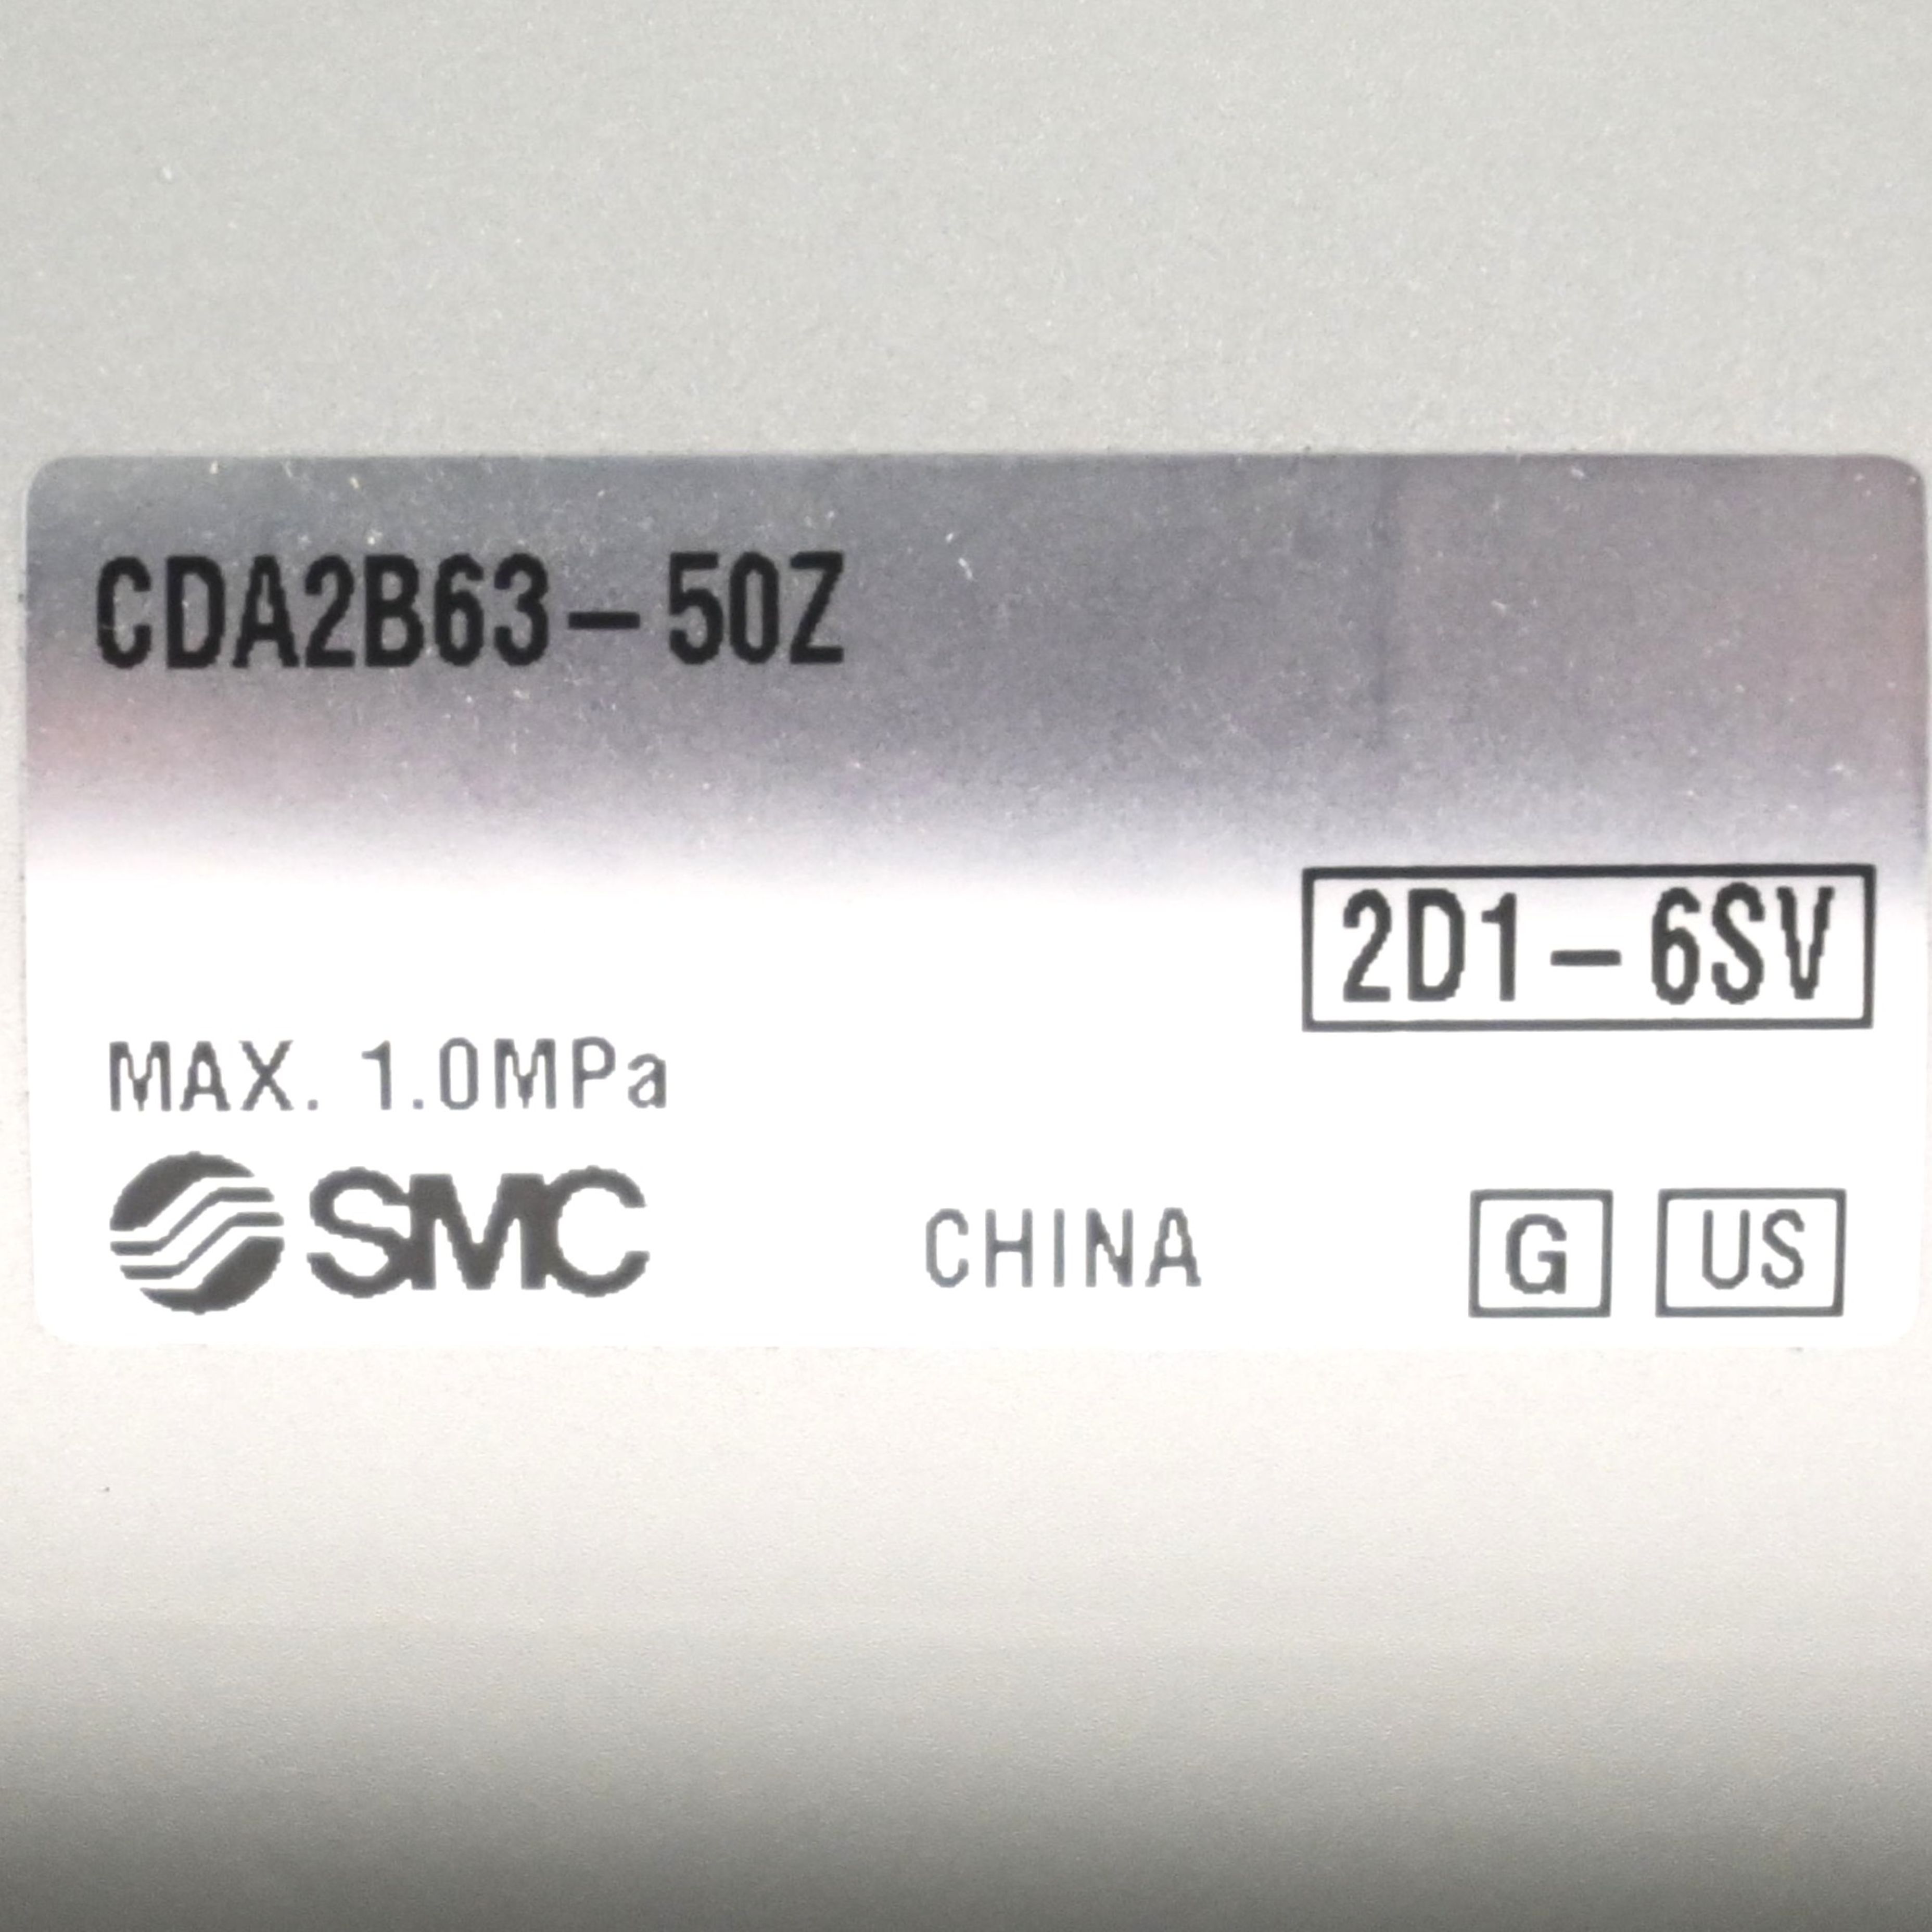 CDA2B63-50Z
2D1-6SV
MAX. 1.0MPa
SMC CHINA G US